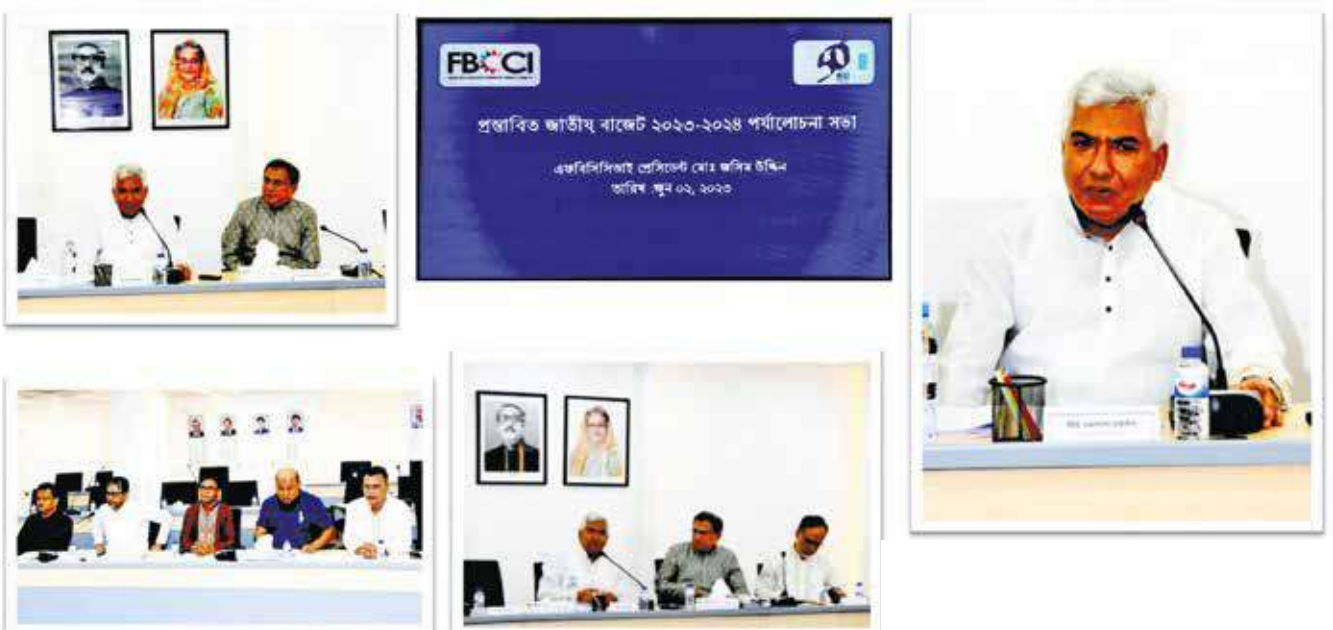 FBCCI
প্রস্তাবিত জাতীয় বাজেট ২০২৩-২০২৪ পর্যালোচনা সভা
এফবিসিসিআই প্রেসিডেন্ট মোঃ জসিম উদ্দিন
তারিখ :জুন ০২, ২০২৩